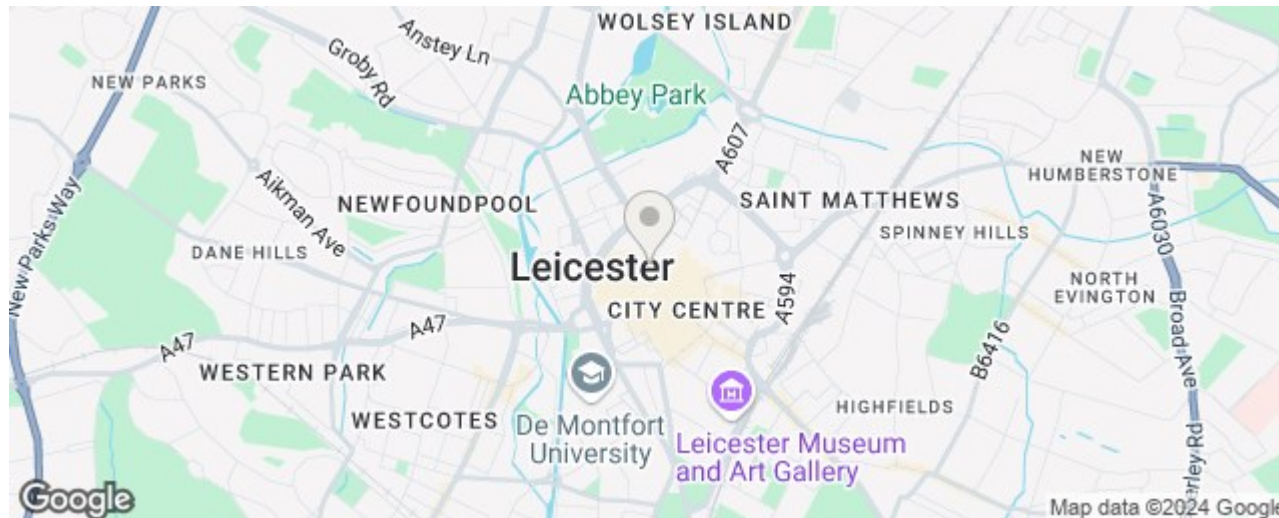 WOLSEY ISLAND
Anstey Ln
Groby Rd
NEW PARKS
Abbey Park
A607
NEW
HUMBERSTONE
Aikman Ave
NEWFOUNDPOOL
SAINT MATTHEWS
A6030
New Parks Way
DANE HILLS
SPINNEY HILLS
Leicester
A594
NORTH
EVINGTON
CITY CENTRE
Broad Ave
A47
A47
B6416
WESTERN PARK
WESTCOTES
De Montfort
University
HIGHFIELDS
Leicester Museum
and Art Gallery
erley Rd
Google
Map data ©2024 Google